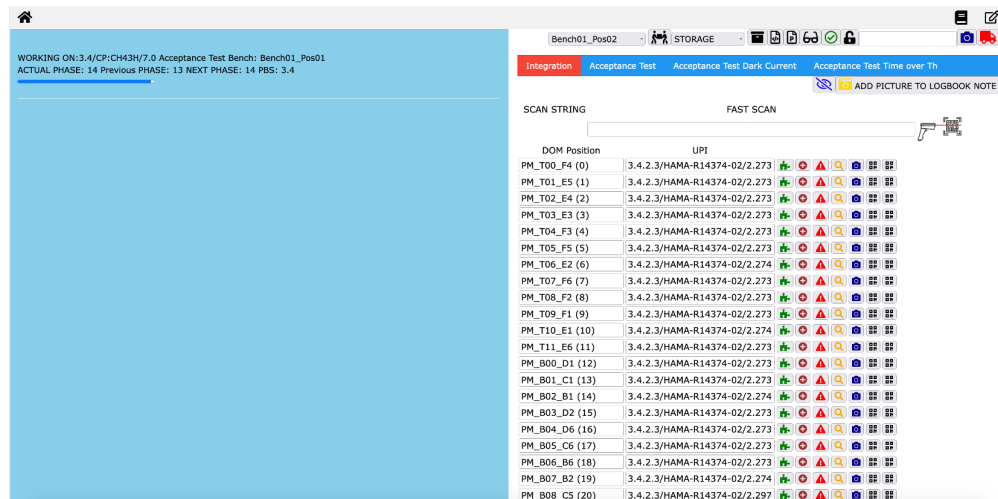 Bench01_Pos02 STORAGE
WORKING ON:3.4/CP:CH43H/7.0 Acceptance Test Bench: Bench01_Pos01
ACTUAL PHASE: 14 Previous PHASE: 13 NEXT PHASE: 14 PBS: 3.4
Integration Acceptance Test Acceptance Test Dark Current Acceptance Test Time over Th
ADD PICTURE TO LOGBOOK NOTE
SCAN STRING FAST SCAN
DOM Position UPI
PM_T00_F4 (0) 3.4.2.3/HAMA-R14374-02/2.273
PM_T01_E5 (1) 3.4.2.3/HAMA-R14374-02/2.273
PM_T02_E4 (2) 3.4.2.3/HAMA-R14374-02/2.273
PM_T03_E3 (3) 3.4.2.3/HAMA-R14374-02/2.273
PM_T04_F3 (4) 3.4.2.3/HAMA-R14374-02/2.273
PM_T05_F5 (5) 3.4.2.3/HAMA-R14374-02/2.273
PM_T06_E2 (6) 3.4.2.3/HAMA-R14374-02/2.274
PM_T07_F6 (7) 3.4.2.3/HAMA-R14374-02/2.273
PM_T08_F2 (8) 3.4.2.3/HAMA-R14374-02/2.273
PM_T09_F1 (9) 3.4.2.3/HAMA-R14374-02/2.273
PM_T10_E1 (10) 3.4.2.3/HAMA-R14374-02/2.274
PM_T11_E6 (11) 3.4.2.3/HAMA-R14374-02/2.273
PM_B00_D1 (12) 3.4.2.3/HAMA-R14374-02/2.273
PM_B01_C1 (13) 3.4.2.3/HAMA-R14374-02/2.273
PM_B02_B1 (14) 3.4.2.3/HAMA-R14374-02/2.274
PM_B03_D2 (15) 3.4.2.3/HAMA-R14374-02/2.273
PM_B04_D6 (16) 3.4.2.3/HAMA-R14374-02/2.273
PM_B05_C6 (17) 3.4.2.3/HAMA-R14374-02/2.273
PM_B06_B6 (18) 3.4.2.3/HAMA-R14374-02/2.273
PM_B07_B2 (19) 3.4.2.3/HAMA-R14374-02/2.274
PM_B08_C5 (20) 3.4.2.3/HAMA-R14374-02/2.297